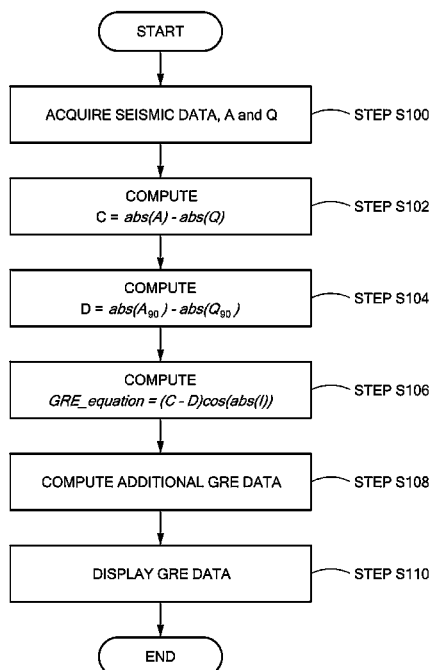 START
ACQUIRE SEISMIC DATA, A and Q
STEP S100
COMPUTE
C = abs(A) - abs(Q)
STEP S102
COMPUTE
D = abs(A₉₀) - abs(Q₉₀)
STEP S104
COMPUTE
GRE_equation = (C - D)cos(abs(I))
STEP S106
COMPUTE ADDITIONAL GRE DATA
STEP S108
DISPLAY GRE DATA
STEP S110
END